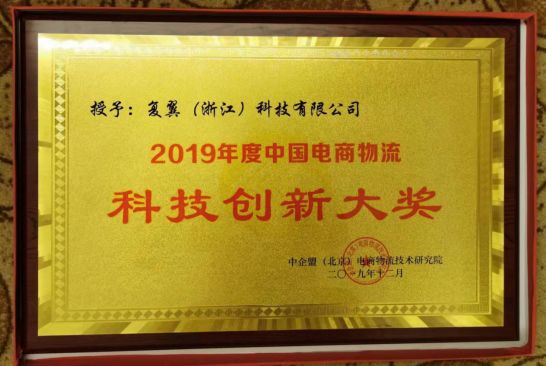 授予：复翼（浙江）科技有限公司
2019年度中国电商物流
科技创新大奖
中企盟（北京）电商物流技术研究院
二〇一九年十二月